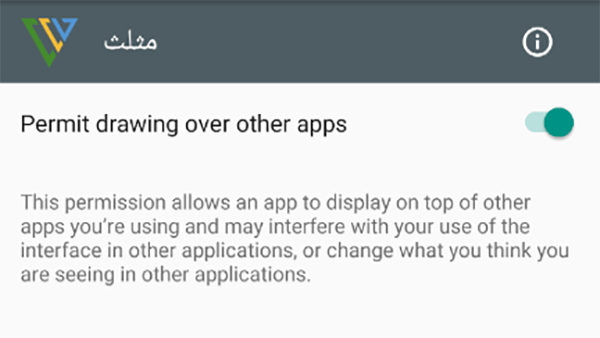 مثلث
Permit drawing over other apps
This permission allows an app to display on top of other
apps you're using and may interfere with your use of the
interface in other applications, or change what you think you
are seeing in other applications.